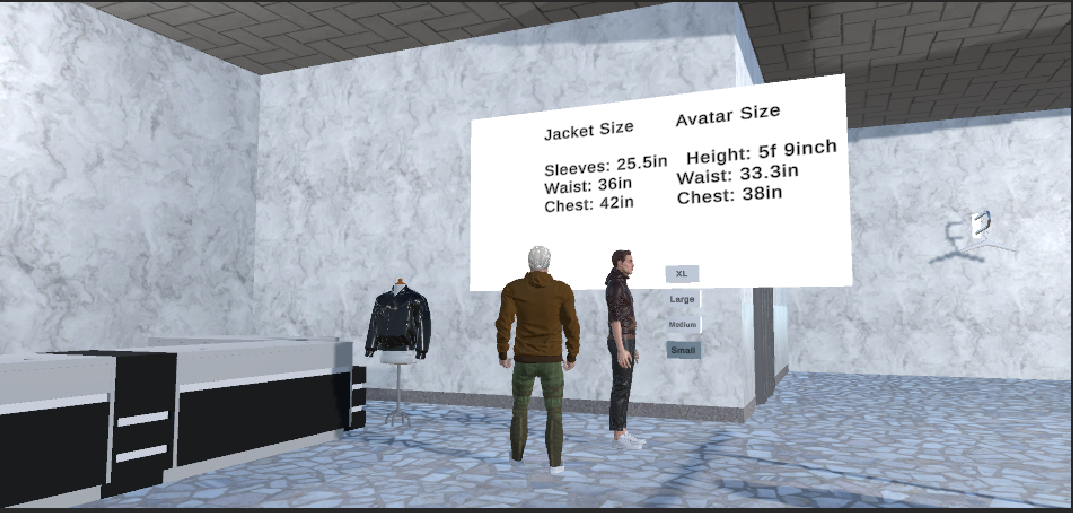 Jacket Size
Sleeves: 25.5in
Waist: 36in
Chest: 42in
Avatar Size
Height: 5f 9inch
Waist: 33.3in
Chest: 38in
XL
Large
Medium
Small